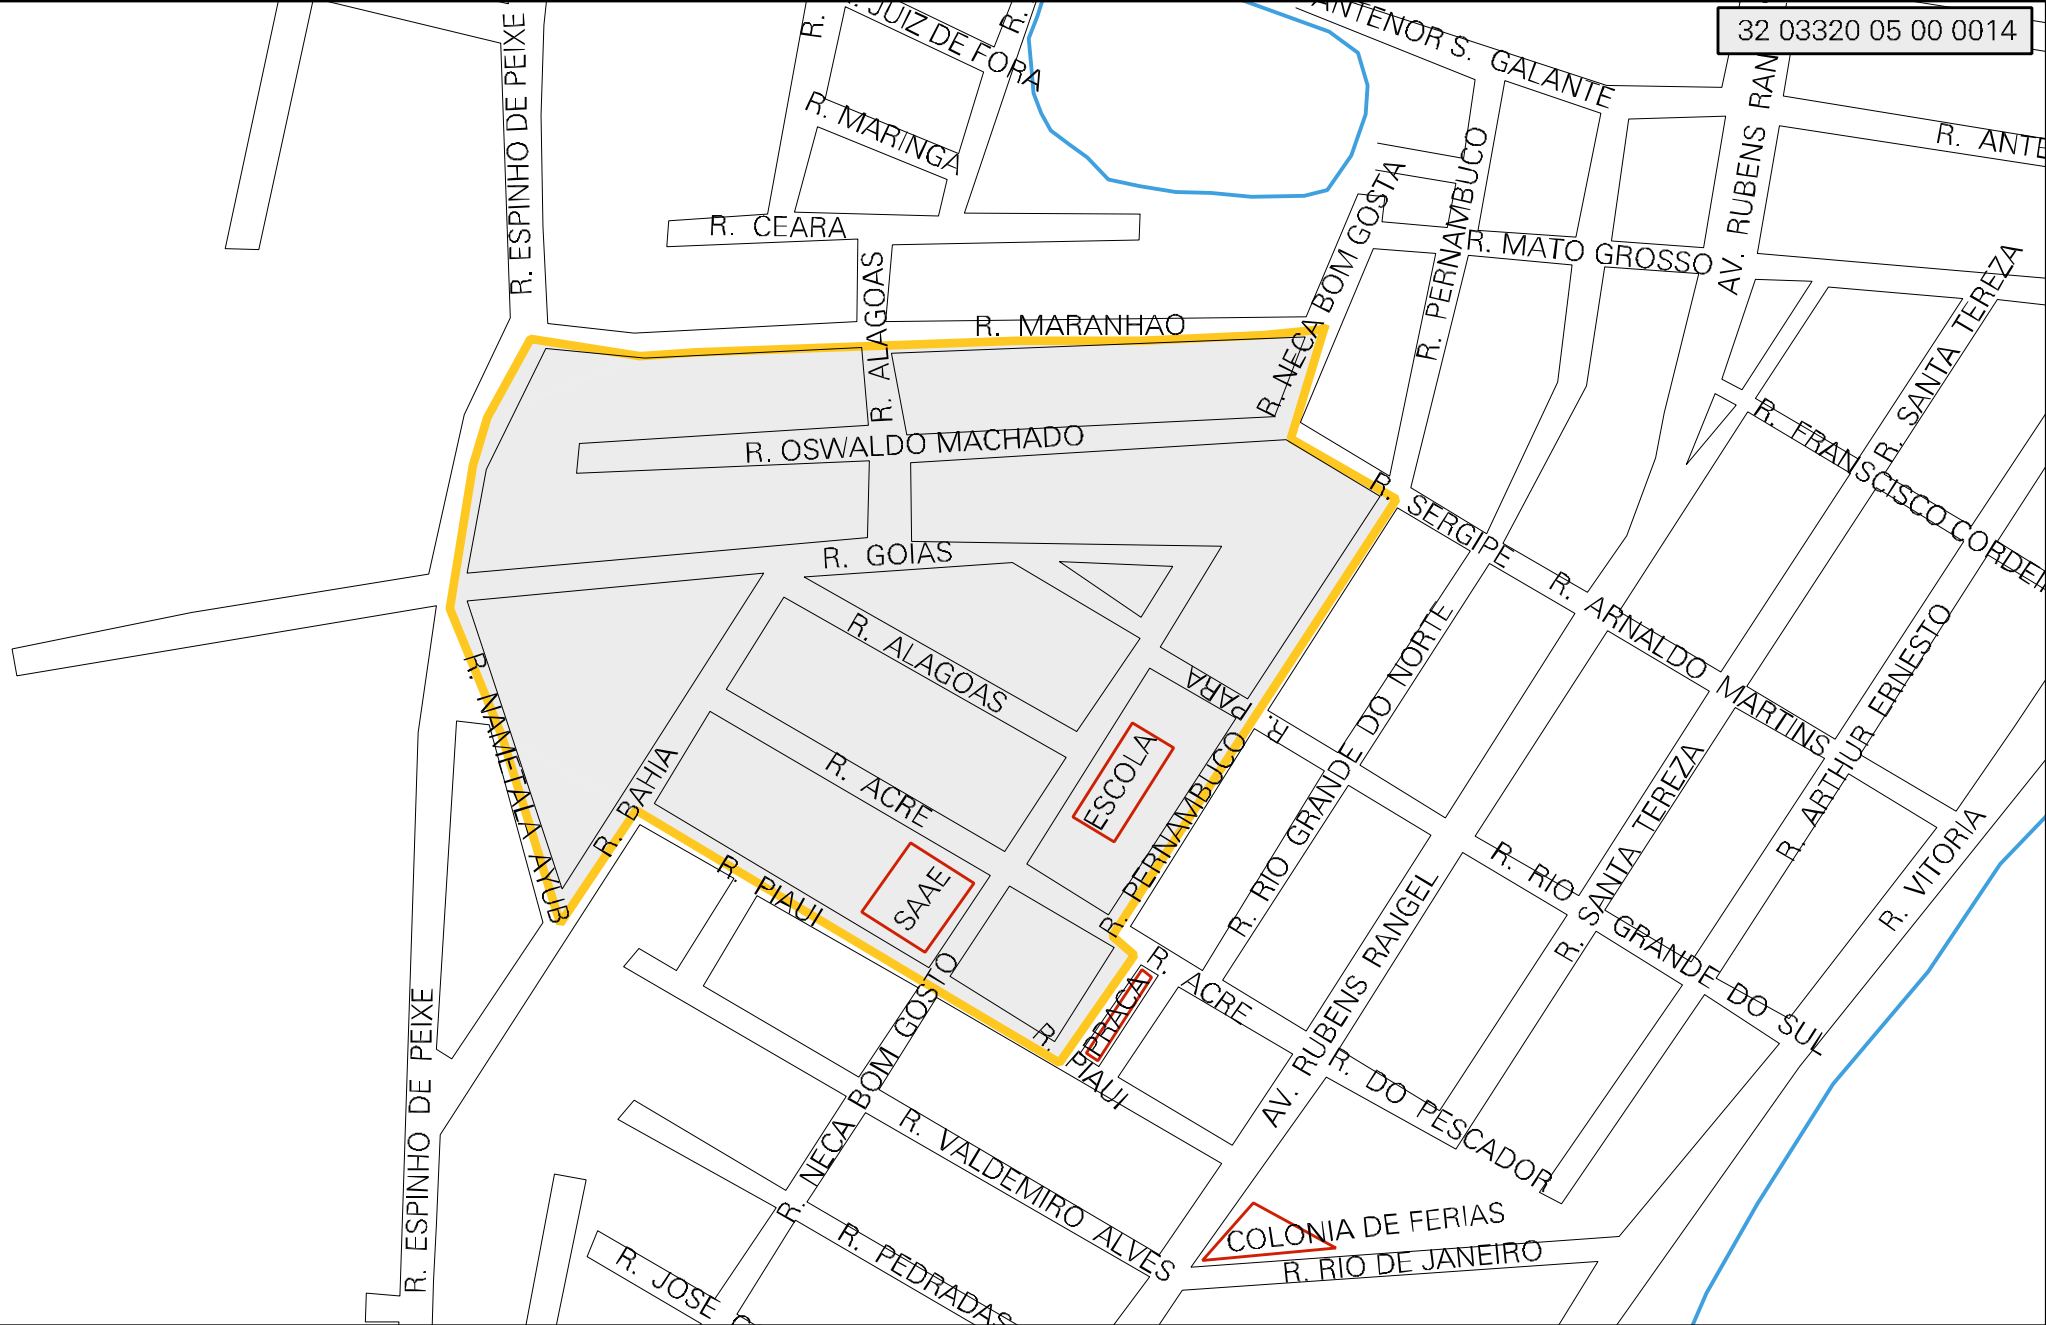 32 03320 05 00 0014
R. ESPINHO DE PEIXE
R.
JUIZ DE FORA
R.
ANTENOR S. GALANTE
AV. RUBENS RAN
R. ANTE
R. MARINGA
R. CEARA
R. ALAGOAS
R. MARANHAO
R. NECA BOM GOSTA
R. PERNAMBUCO
R. MATO GROSSO
R. SANTA TEREZA
R. FRANSCISCO CORDEI
R. OSWALDO MACHADO
R. SERGIPE
R. GOIAS
R. ARNALDO MARTINS
R. ALAGOAS
R. PARA
R. NAMETALA AYUB
R. BAHIA
R. ACRE
ESCOLA
R. PERNAMBUCO
R. RIO GRANDE DO NORTE
R. SANTA TEREZA
R. ARTHUR ERNESTO
R. VITORIA
R. PIAUI
SAAE
R. RIO GRANDE DO SUL
AV. RUBENS RANGEL
R. ACRE
PRACA
R. PIAUI
R. NECA BOM GOSTO
R. ESPINHO DE PEIXE
R. DO PESCADOR
R. VALDEMIRO ALVES
COLONIA DE FERIAS
R. RIO DE JANEIRO
R. PEDRADAS
R. JOSE